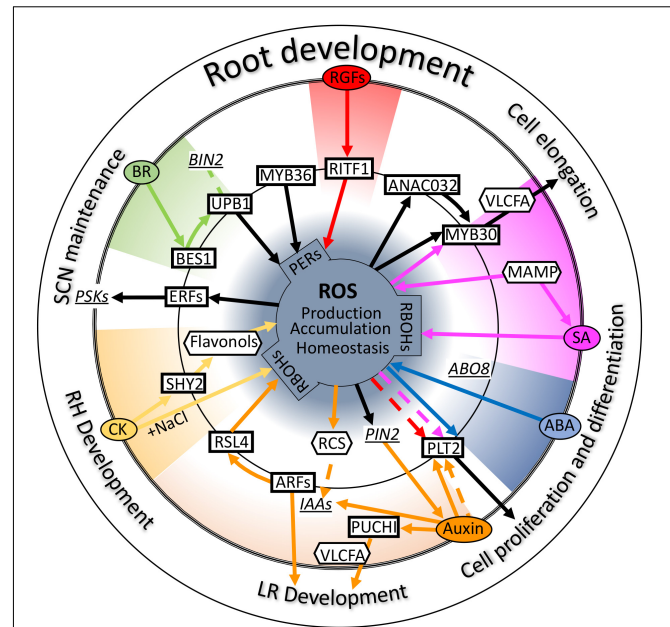 Root development
RGFs
Cell elongation
SCN maintenance
BR
BIN2
MYB36
RITF1
ANAC032
VLCFA
UPB1
MYB30
BES1
PERs
MAMP
PSKs
ERFs
ROS
Production
Accumulation
Homeostasis
RBOHs
SA
Flavonols
RBOHs
SHY2
ABO8
CK
+NaCl
RSL4
RCS
PIN2
PLT2
ABA
ARFs
IAAs
PUCHI
Auxin
VLCFA
RH Development
LR Development
Cell proliferation and differentiation